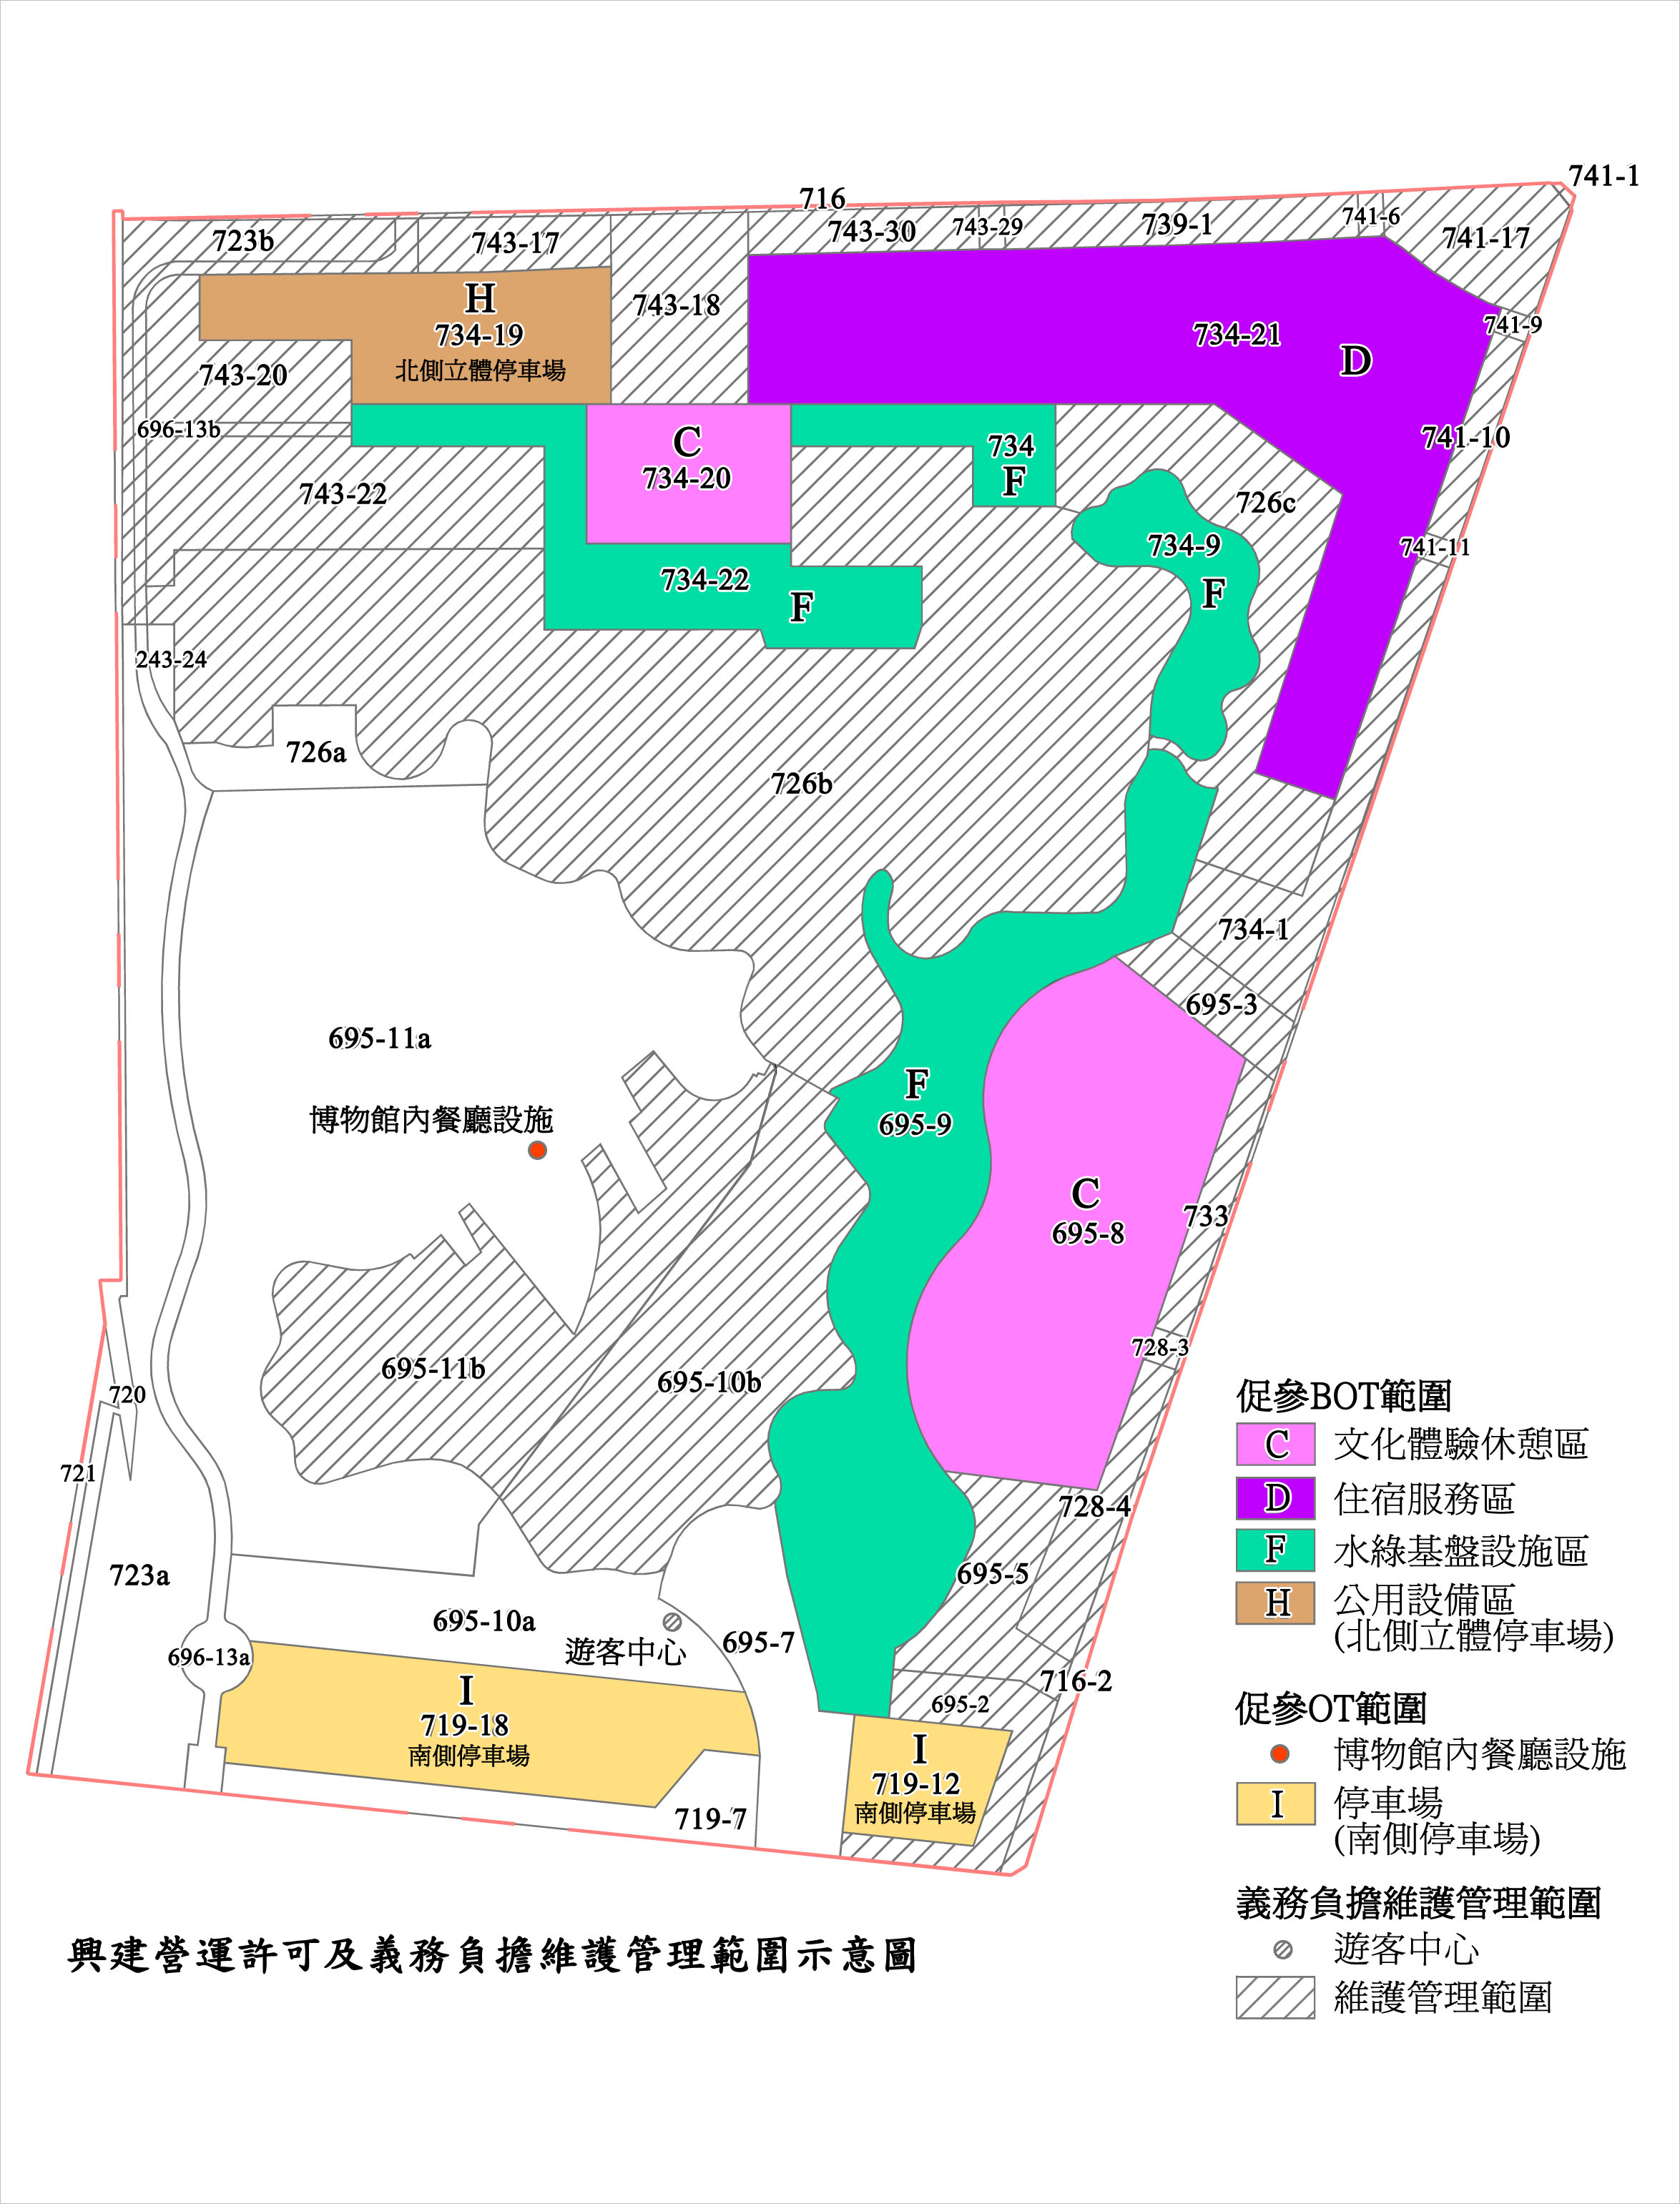 741-1
716
723b
743-17
743-30
743-29
739-1
741-6
741-17
H
734-19
北側立體停車場
743-18
734-21
D
741-9
743-20
696-13b
C
734-20
734
F
741-10
743-22
726c
734-9
F
741-11
734-22
F
243-24
726a
726b
734-1
695-3
695-11a
博物館內餐廳設施
F
695-9
C
695-8
733
728-3
695-11b
695-10b
720
721
728-4
723a
695-5
695-10a
遊客中心
695-7
696-13a
716-2
695-2
I
719-18
南側停車場
I
719-12
南側停車場
719-7
促參BOT範圍
C 文化體驗休憩區
D 住宿服務區
F 水綠基盤設施區
H 公用設備區
(北側立體停車場)
促參OT範圍
博物館內餐廳設施
I 停車場
(南側停車場)
義務負擔維護管理範圍
遊客中心
維護管理範圍
興建營運許可及義務負擔維護管理範圍示意圖